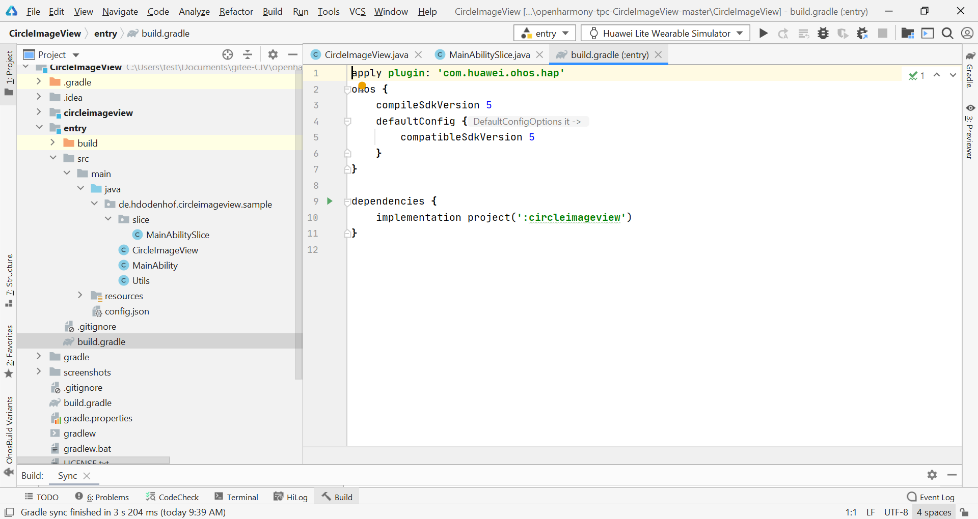 File Edit View Navigate Code Analyze Refactor Build Run Tools VCS Window Help CircleImageView [...\openharmony-tpc-CircleImageView-master\CircleImageView] build.gradle (:entry)
CircleImageView entry build.gradle entry Huawei Lite Wearable Simulator
Project CircleImageView.java MainAbilitySlice.java build.gradle (:entry)
1: Project
2: Structure
2: Favorites
OhosBuild Variants
CircleImageView
.gradle
.idea
circleimageview
entry
build
src
main
java
de.hdodenhof.circleimageview.sample
slice
MainAbilitySlice
CircleImageView
MainAbility
Utils
resources
config.json
.gitignore
build.gradle
gradle
screenshots
.gitignore
build.gradle
gradle.properties
gradlew
gradlew.bat
LICENSE.txt
1 apply plugin: 'com.huawei.ohos.hap'
2 ohos {
3 compileSdkVersion 5
4 defaultConfig { DefaultConfigOptions it ->
5 compatibleSdkVersion 5
6 }
7 }
8
9 dependencies {
10 implementation project(':circleimageview')
11 }
12
1
Gradle
3: Previewer
Build: Sync
TODO 6: Problems CodeCheck Terminal HiLog Build Event Log
Gradle sync finished in 3 s 204 ms (today 9:39 AM) 1:1 LF UTF-8 4 spaces